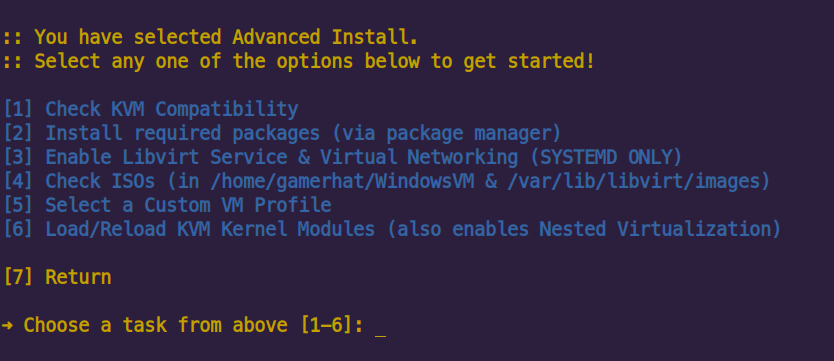 :: You have selected Advanced Install.
:: Select any one of the options below to get started!
[1] Check KVM Compatibility
[2] Install required packages (via package manager)
[3] Enable Libvirt Service & Virtual Networking (SYSTEMD ONLY)
[4] Check ISOs (in /home/gamerhat/WindowsVM & /var/lib/libvirt/images)
[5] Select a Custom VM Profile
[6] Load/Reload KVM Kernel Modules (also enables Nested Virtualization)
[7] Return
➜ Choose a task from above [1-6]: _